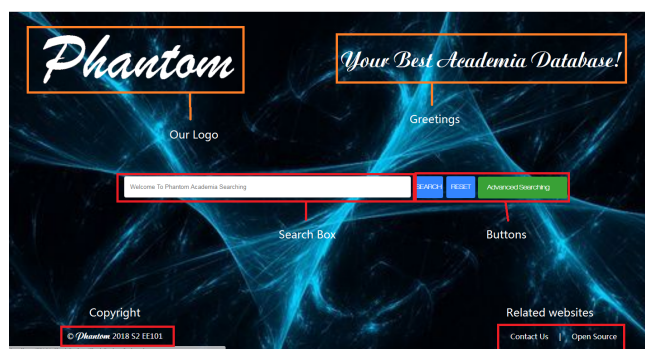 Phantom
Your Best Academia Database!
Our Logo
Greetings
Welcome To Phantom Academia Searching
SEARCH
RESET
Advanced Searching
Search Box
Buttons
Copyright
Related websites
© Phantom 2018 S2 EE101
Contact Us | Open Source